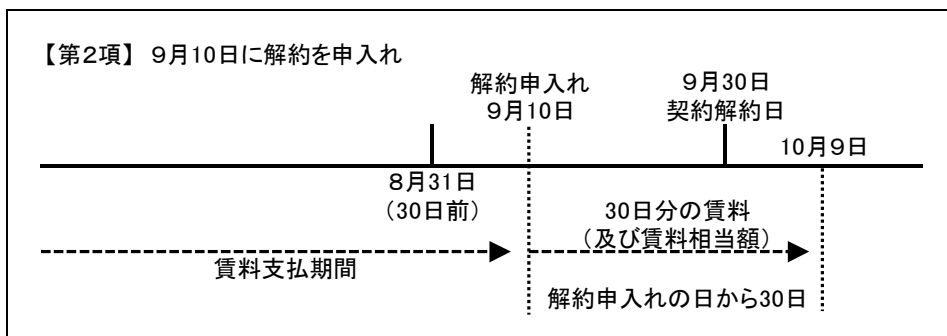 【第2項】 9月10日に解約を申入れ
解約申入れ
9月10日
9月30日
契約解約日
10月9日
8月31日
(30日前)
30日分の賃料
(及び賃料相当額)
賃料支払期間
解約申入れの日から30日